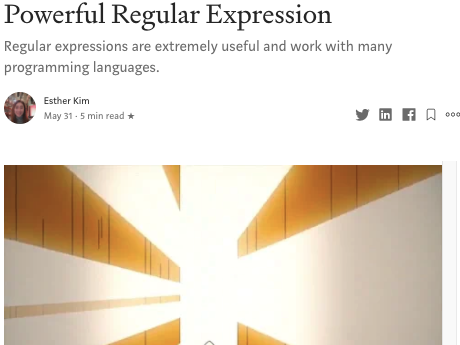 Powerful Regular Expression
Regular expressions are extremely useful and work with many
programming languages.
Esther Kim
May 31 · 5 min read ★